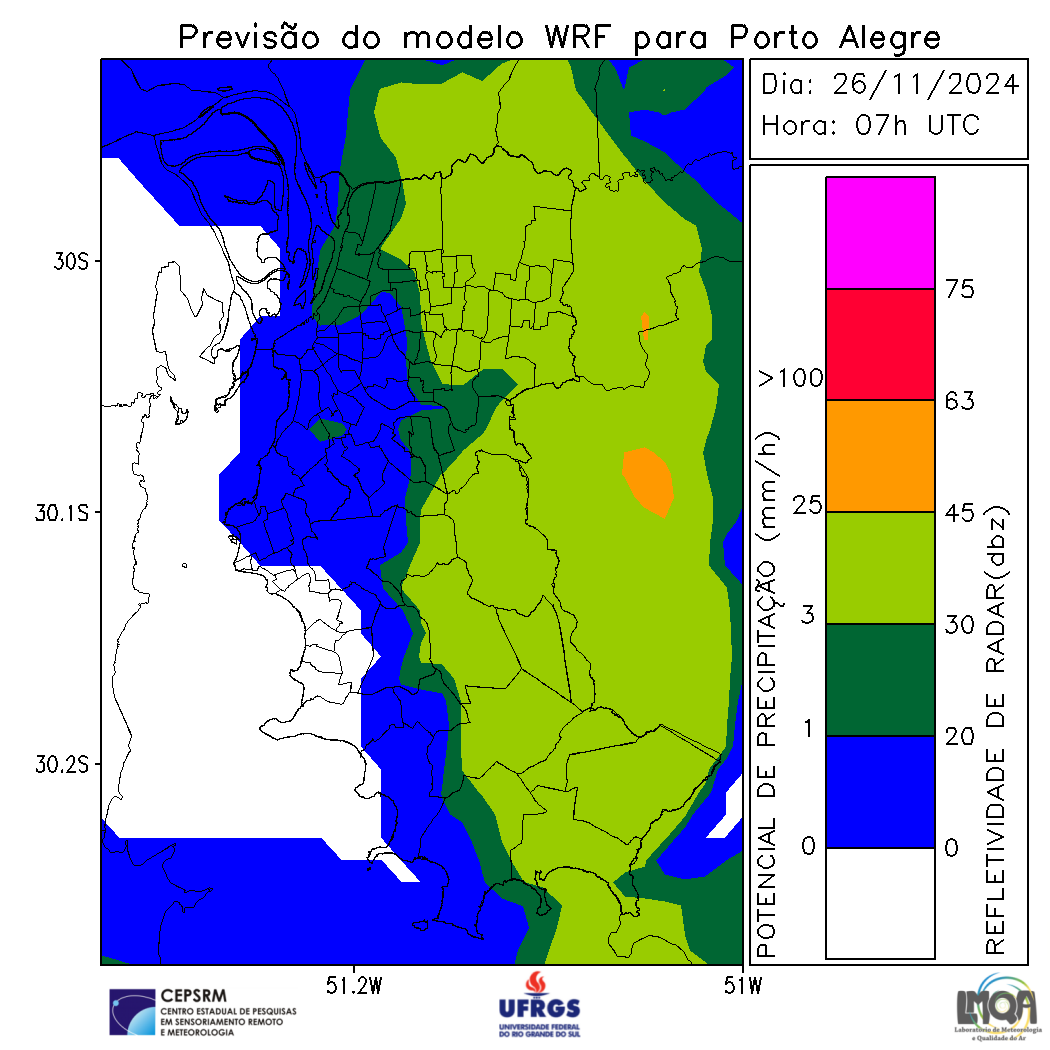 Previsão do modelo WRF para Porto Alegre
Dia: 26/11/2024
Hora: 07h UTC
30S
30.1S
30.2S
51.2W
51W
POTENCIAL DE PRECIPITAÇÃO (mm/h)
>100
25
3
1
0
75
63
45
30
20
0
REFLETIVIDADE DE RADAR(dbz)
CEPSRM
CENTRO ESTADUAL DE PESQUISAS
EM SENSORIAMENTO REMOTO
E METEOROLOGIA
UFRGS
UNIVERSIDADE FEDERAL
DO RIO GRANDE DO SUL
LMQA
Laboratório de Meteorologia
e Qualidade do Ar